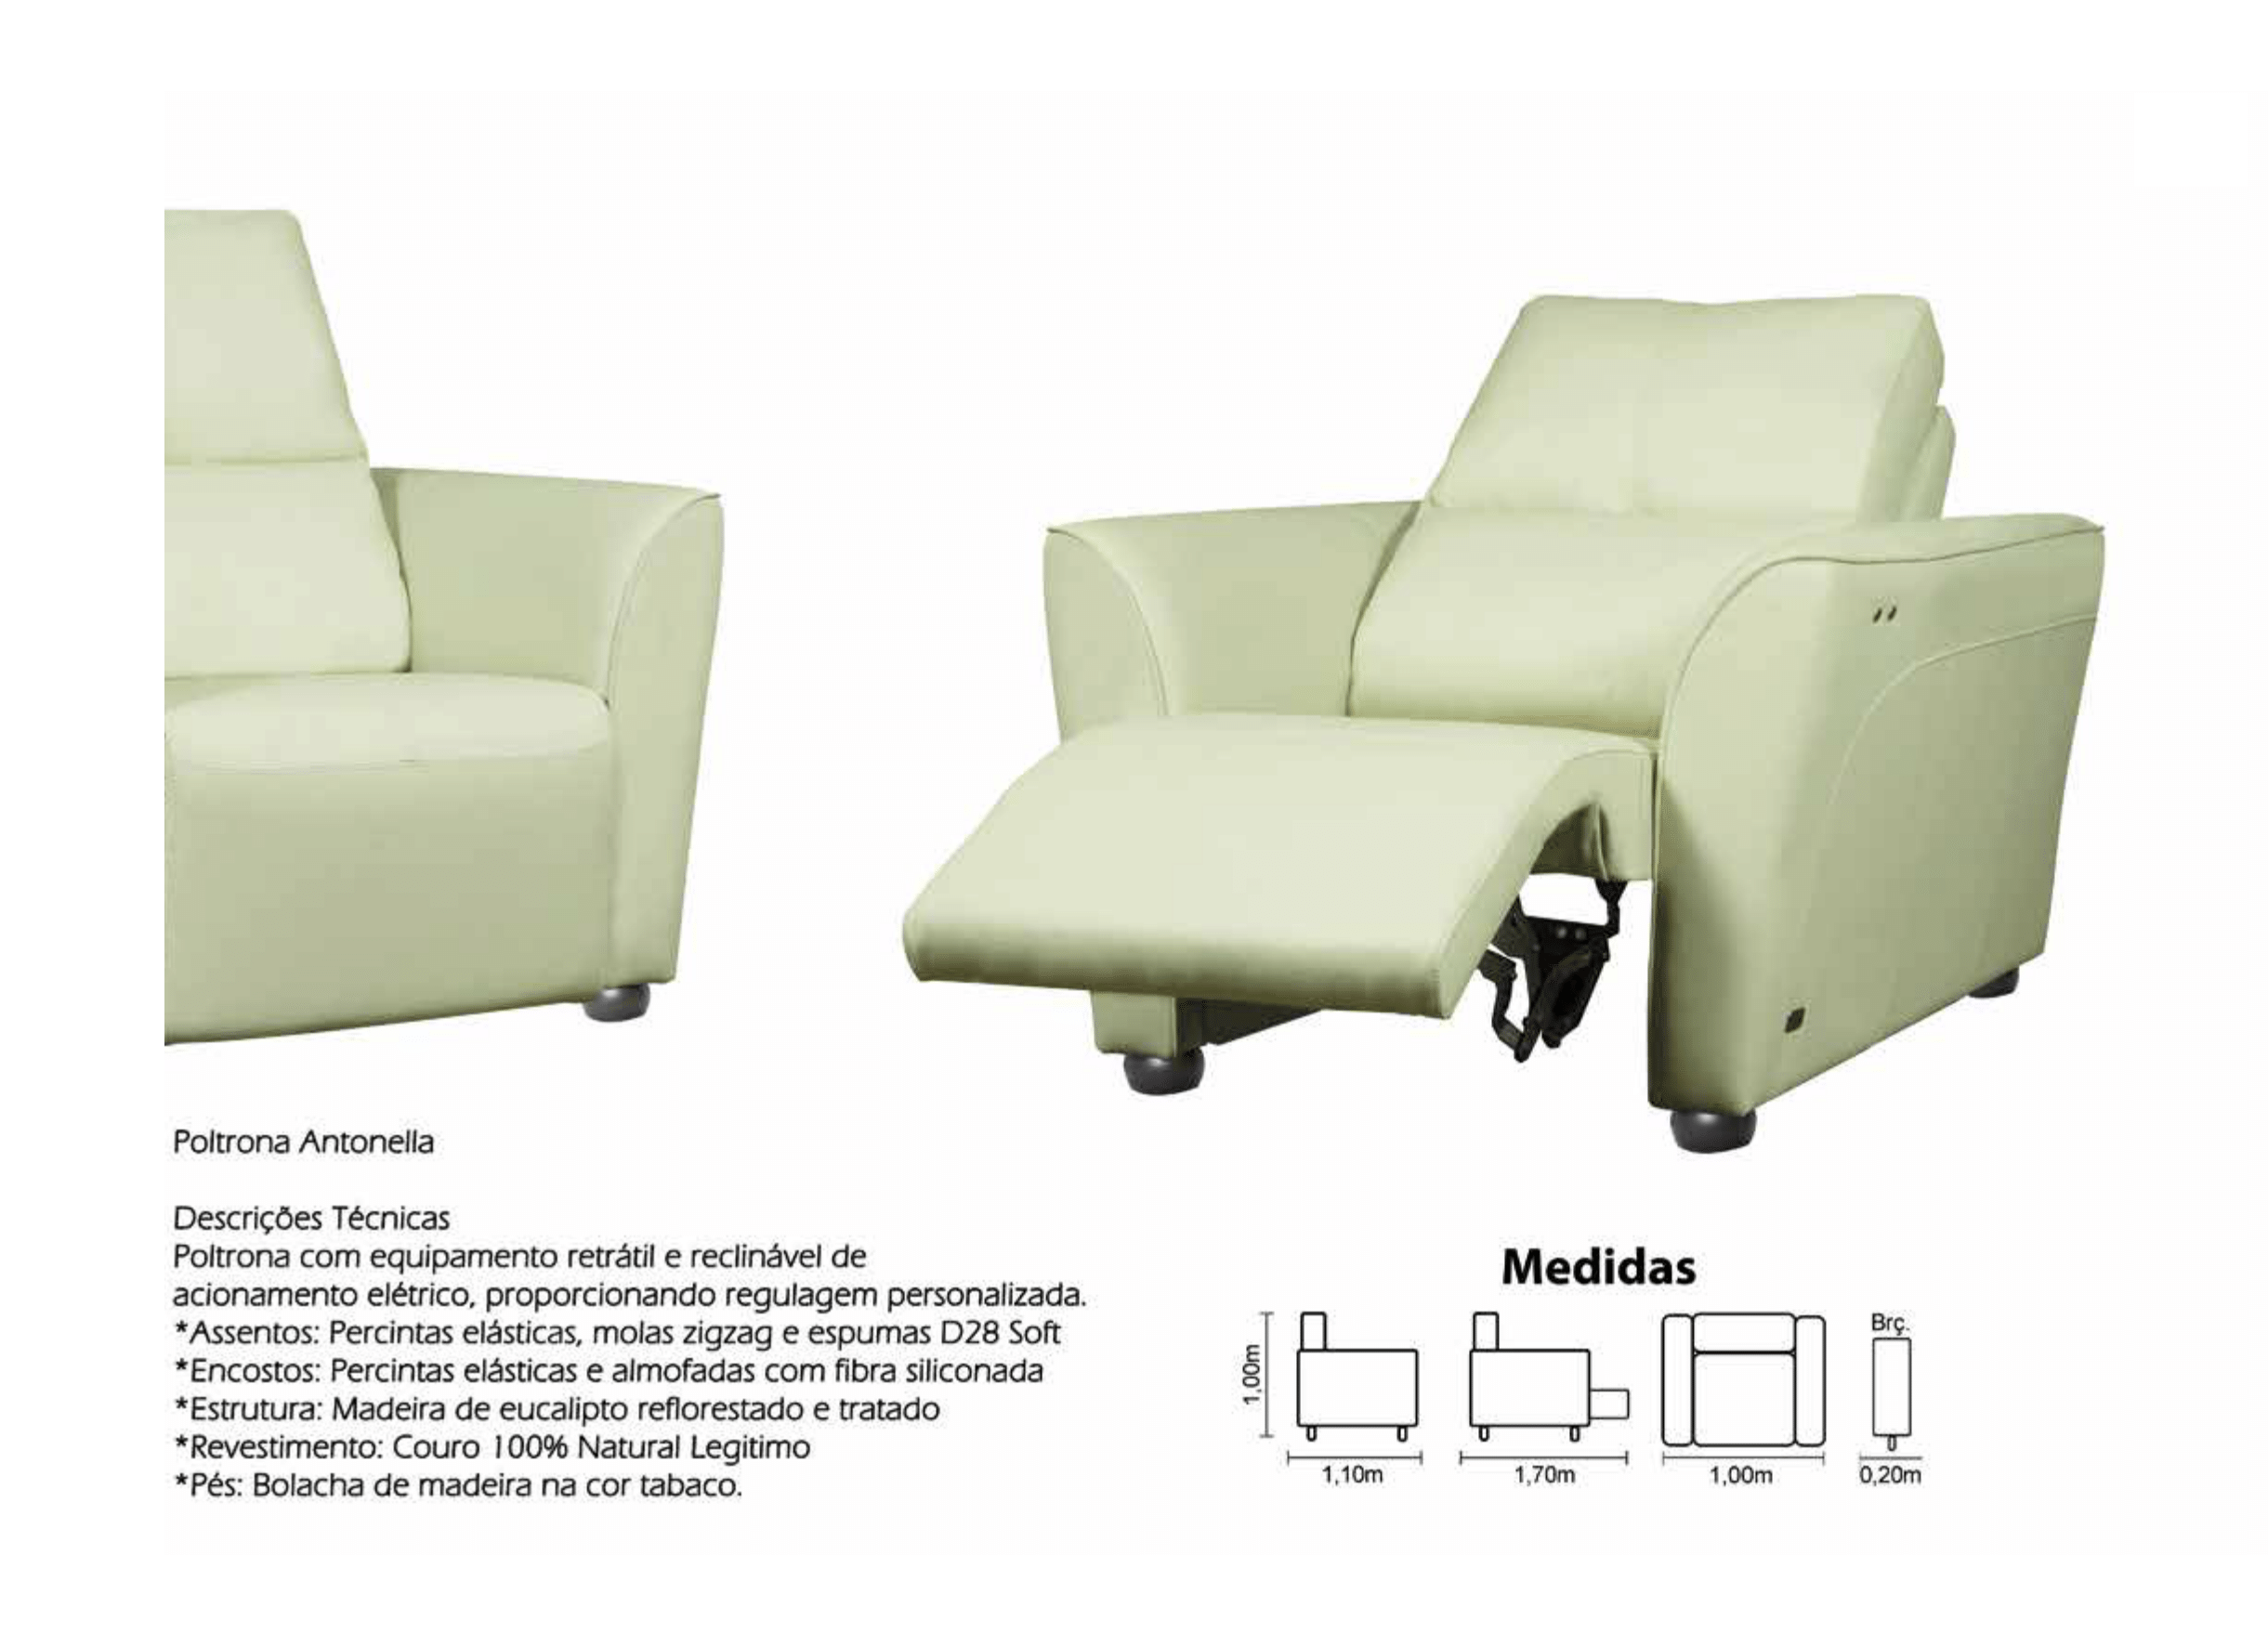 Poltrona Antonella
Descrições Técnicas
Poltrona com equipamento retrátil e reclinável de
acionamento elétrico, proporcionando regulagem personalizada.
*Assentos: Percintas elásticas, molas zigzag e espumas D28 Soft
*Encostos: Percintas elásticas e almofadas com fibra siliconada
*Estrutura: Madeira de eucalipto reflorestado e tratado
*Revestimento: Couro 100% Natural Legitimo
*Pés: Bolacha de madeira na cor tabaco.
Medidas
Brç.
1,00m
1,10m
1,70m
1,00m
0,20m